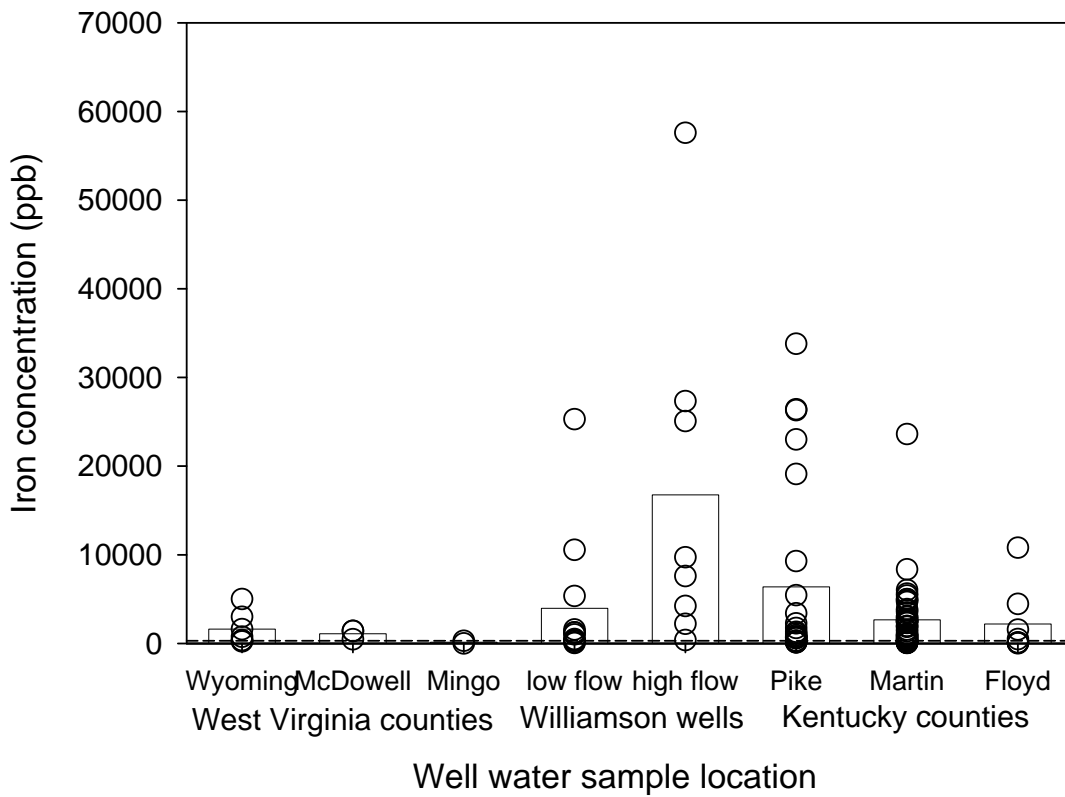 70000
60000
50000
40000
30000
20000
10000
0
Iron concentration (ppb)
Wyoming McDowell Mingo low flow high flow Pike Martin Floyd
West Virginia counties Williamson wells Kentucky counties
Well water sample location